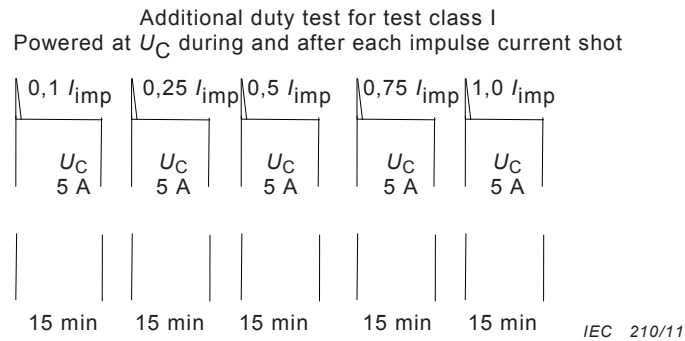 Additional duty test for test class I
Powered at UC during and after each impulse current shot
0,1 Iimp 0,25 Iimp 0,5 Iimp 0,75 Iimp 1,0 Iimp
UC UC UC UC UC
5 A 5 A 5 A 5 A 5 A
15 min 15 min 15 min 15 min 15 min
IEC 210/11